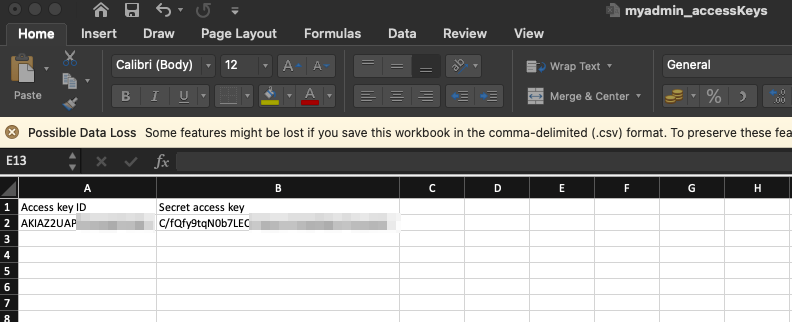 myadmin_accessKeys
Home Insert Draw Page Layout Formulas Data Review View
Paste
Calibri (Body) 12 A A
B I U A
Wrap Text
Merge & Center
General
% .00
Possible Data Loss Some features might be lost if you save this workbook in the comma-delimited (.csv) format. To preserve these fea
E13 fx
A B C D E F G H
1 Access key ID Secret access key
2 AKIAZ2UAP C/fQfy9tqN0b7LEC
3
4
5
6
7
8